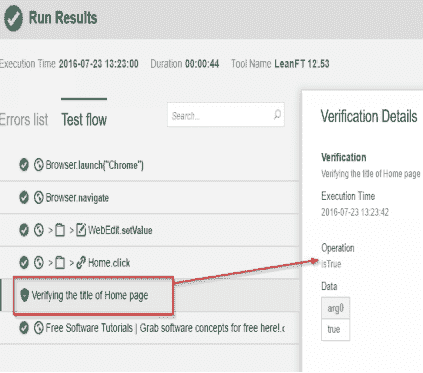 Run Results
Execution Time 2016-07-23 13:23:00 Duration 00:00:44 Tool Name LeanFT 12.53
Errors list Test flow
Search...
Browser.launch("Chrome")
Browser.navigate
> > WebEdit.setValue
> > Home.click
Verifying the title of Home page
Free Software Tutorials | Grab software concepts for free here!.c
Verification Details
Verification
Verifying the title of Home page
Execution Time
2016-07-23 13:23:42
Operation
isTrue
Data
arg0
true